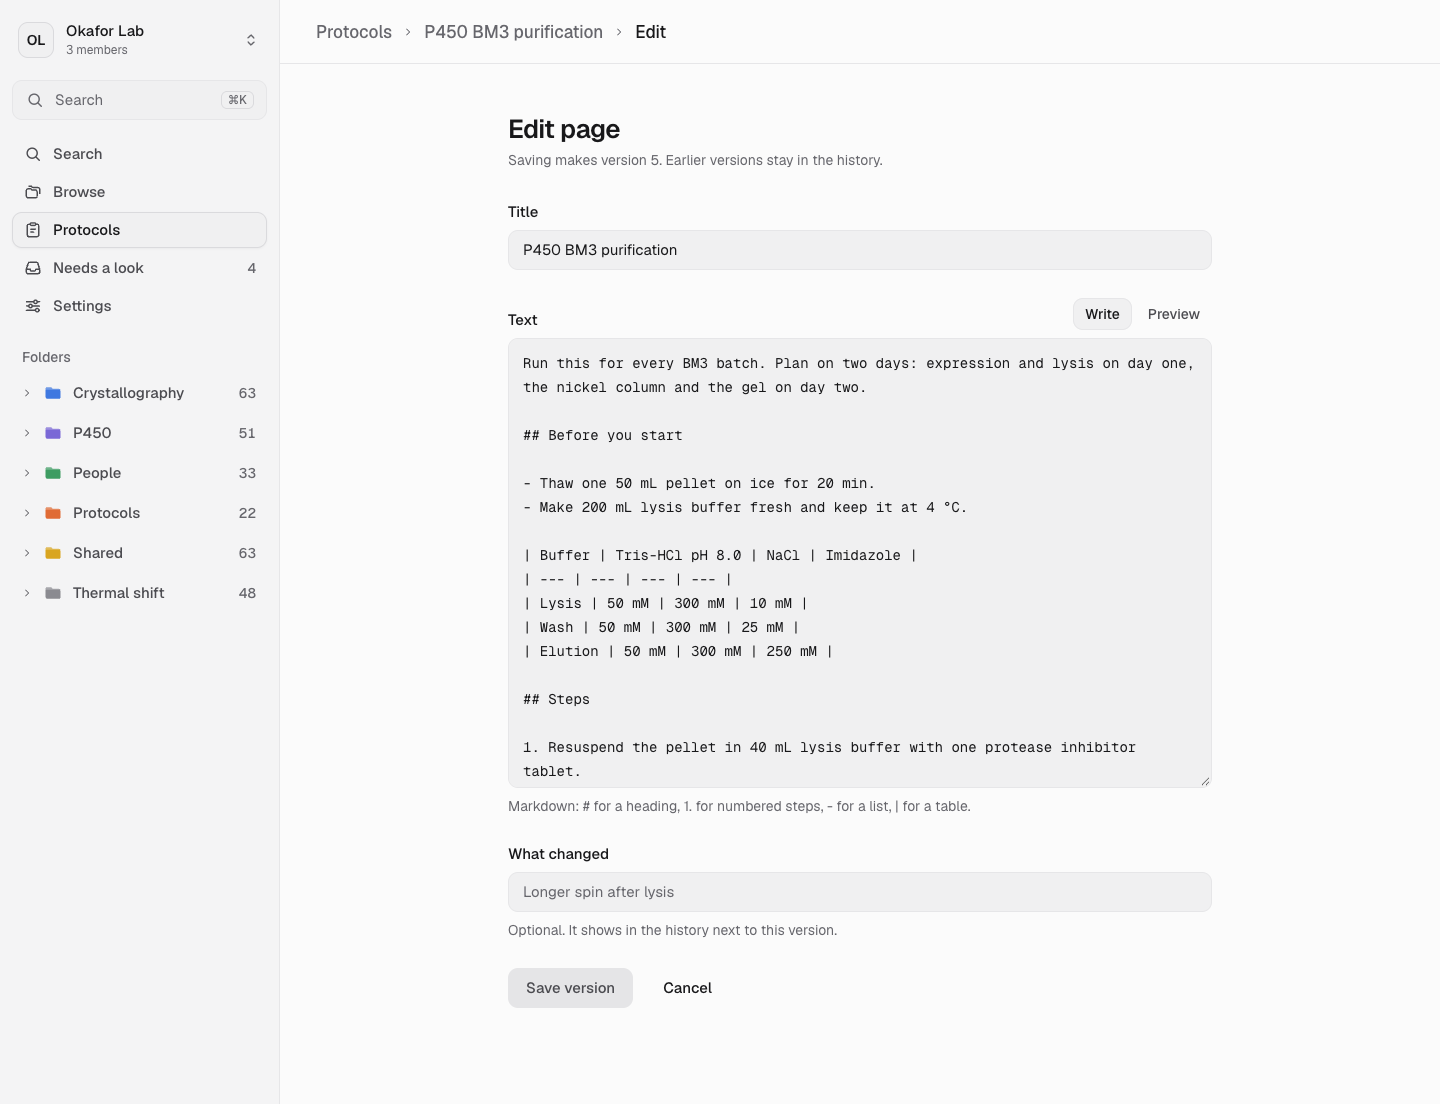 OL
Okafor Lab
3 members
Search
⌘K
Search
Browse
Protocols
Needs a look
4
Settings
Folders
Crystallography
63
P450
51
People
33
Protocols
22
Shared
63
Thermal shift
48
Protocols › P450 BM3 purification › Edit
Edit page
Saving makes version 5. Earlier versions stay in the history.
Title
P450 BM3 purification
Text
Write
Preview
Run this for every BM3 batch. Plan on two days: expression and lysis on day one,
the nickel column and the gel on day two.
## Before you start
- Thaw one 50 mL pellet on ice for 20 min.
- Make 200 mL lysis buffer fresh and keep it at 4 °C.
| Buffer | Tris-HCl pH 8.0 | NaCl | Imidazole |
| --- | --- | --- | --- |
| Lysis | 50 mM | 300 mM | 10 mM |
| Wash | 50 mM | 300 mM | 25 mM |
| Elution | 50 mM | 300 mM | 250 mM |
## Steps
1. Resuspend the pellet in 40 mL lysis buffer with one protease inhibitor
tablet.
Markdown: # for a heading, 1. for numbered steps, - for a list, | for a table.
What changed
Longer spin after lysis
Optional. It shows in the history next to this version.
Save version
Cancel